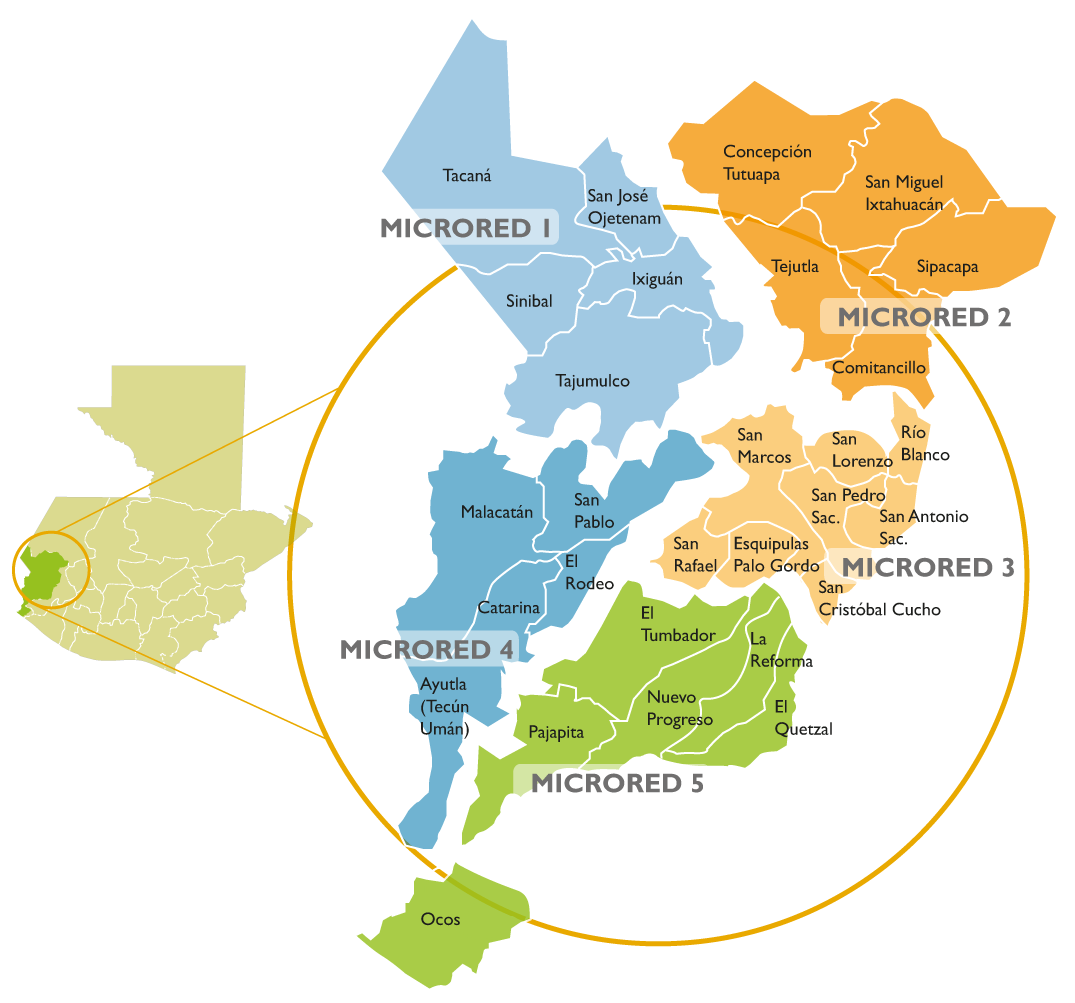 Tacaná
San José
Ojetenam
MICRORED 1
Ixiguán
Sinibal
Tajumulco
Concepción
Tutuapa
San Miguel
Ixtahuacán
Tejutla
Sipacapa
MICRORED 2
Comitancillo
San
Marcos
San
Lorenzo
Río
Blanco
San Pedro
Sac.
San Antonio
Sac.
San
Rafael
Esquipulas
Palo Gordo
MICRORED 3
San
Cristóbal Cucho
Malacatán
San
Pablo
El
Rodeo
Catarina
MICRORED 4
Ayutla
(Tecún
Umán)
El
Tumbador
La
Reforma
Nuevo
Progreso
El
Quetzal
Pajapita
MICRORED 5
Ocos